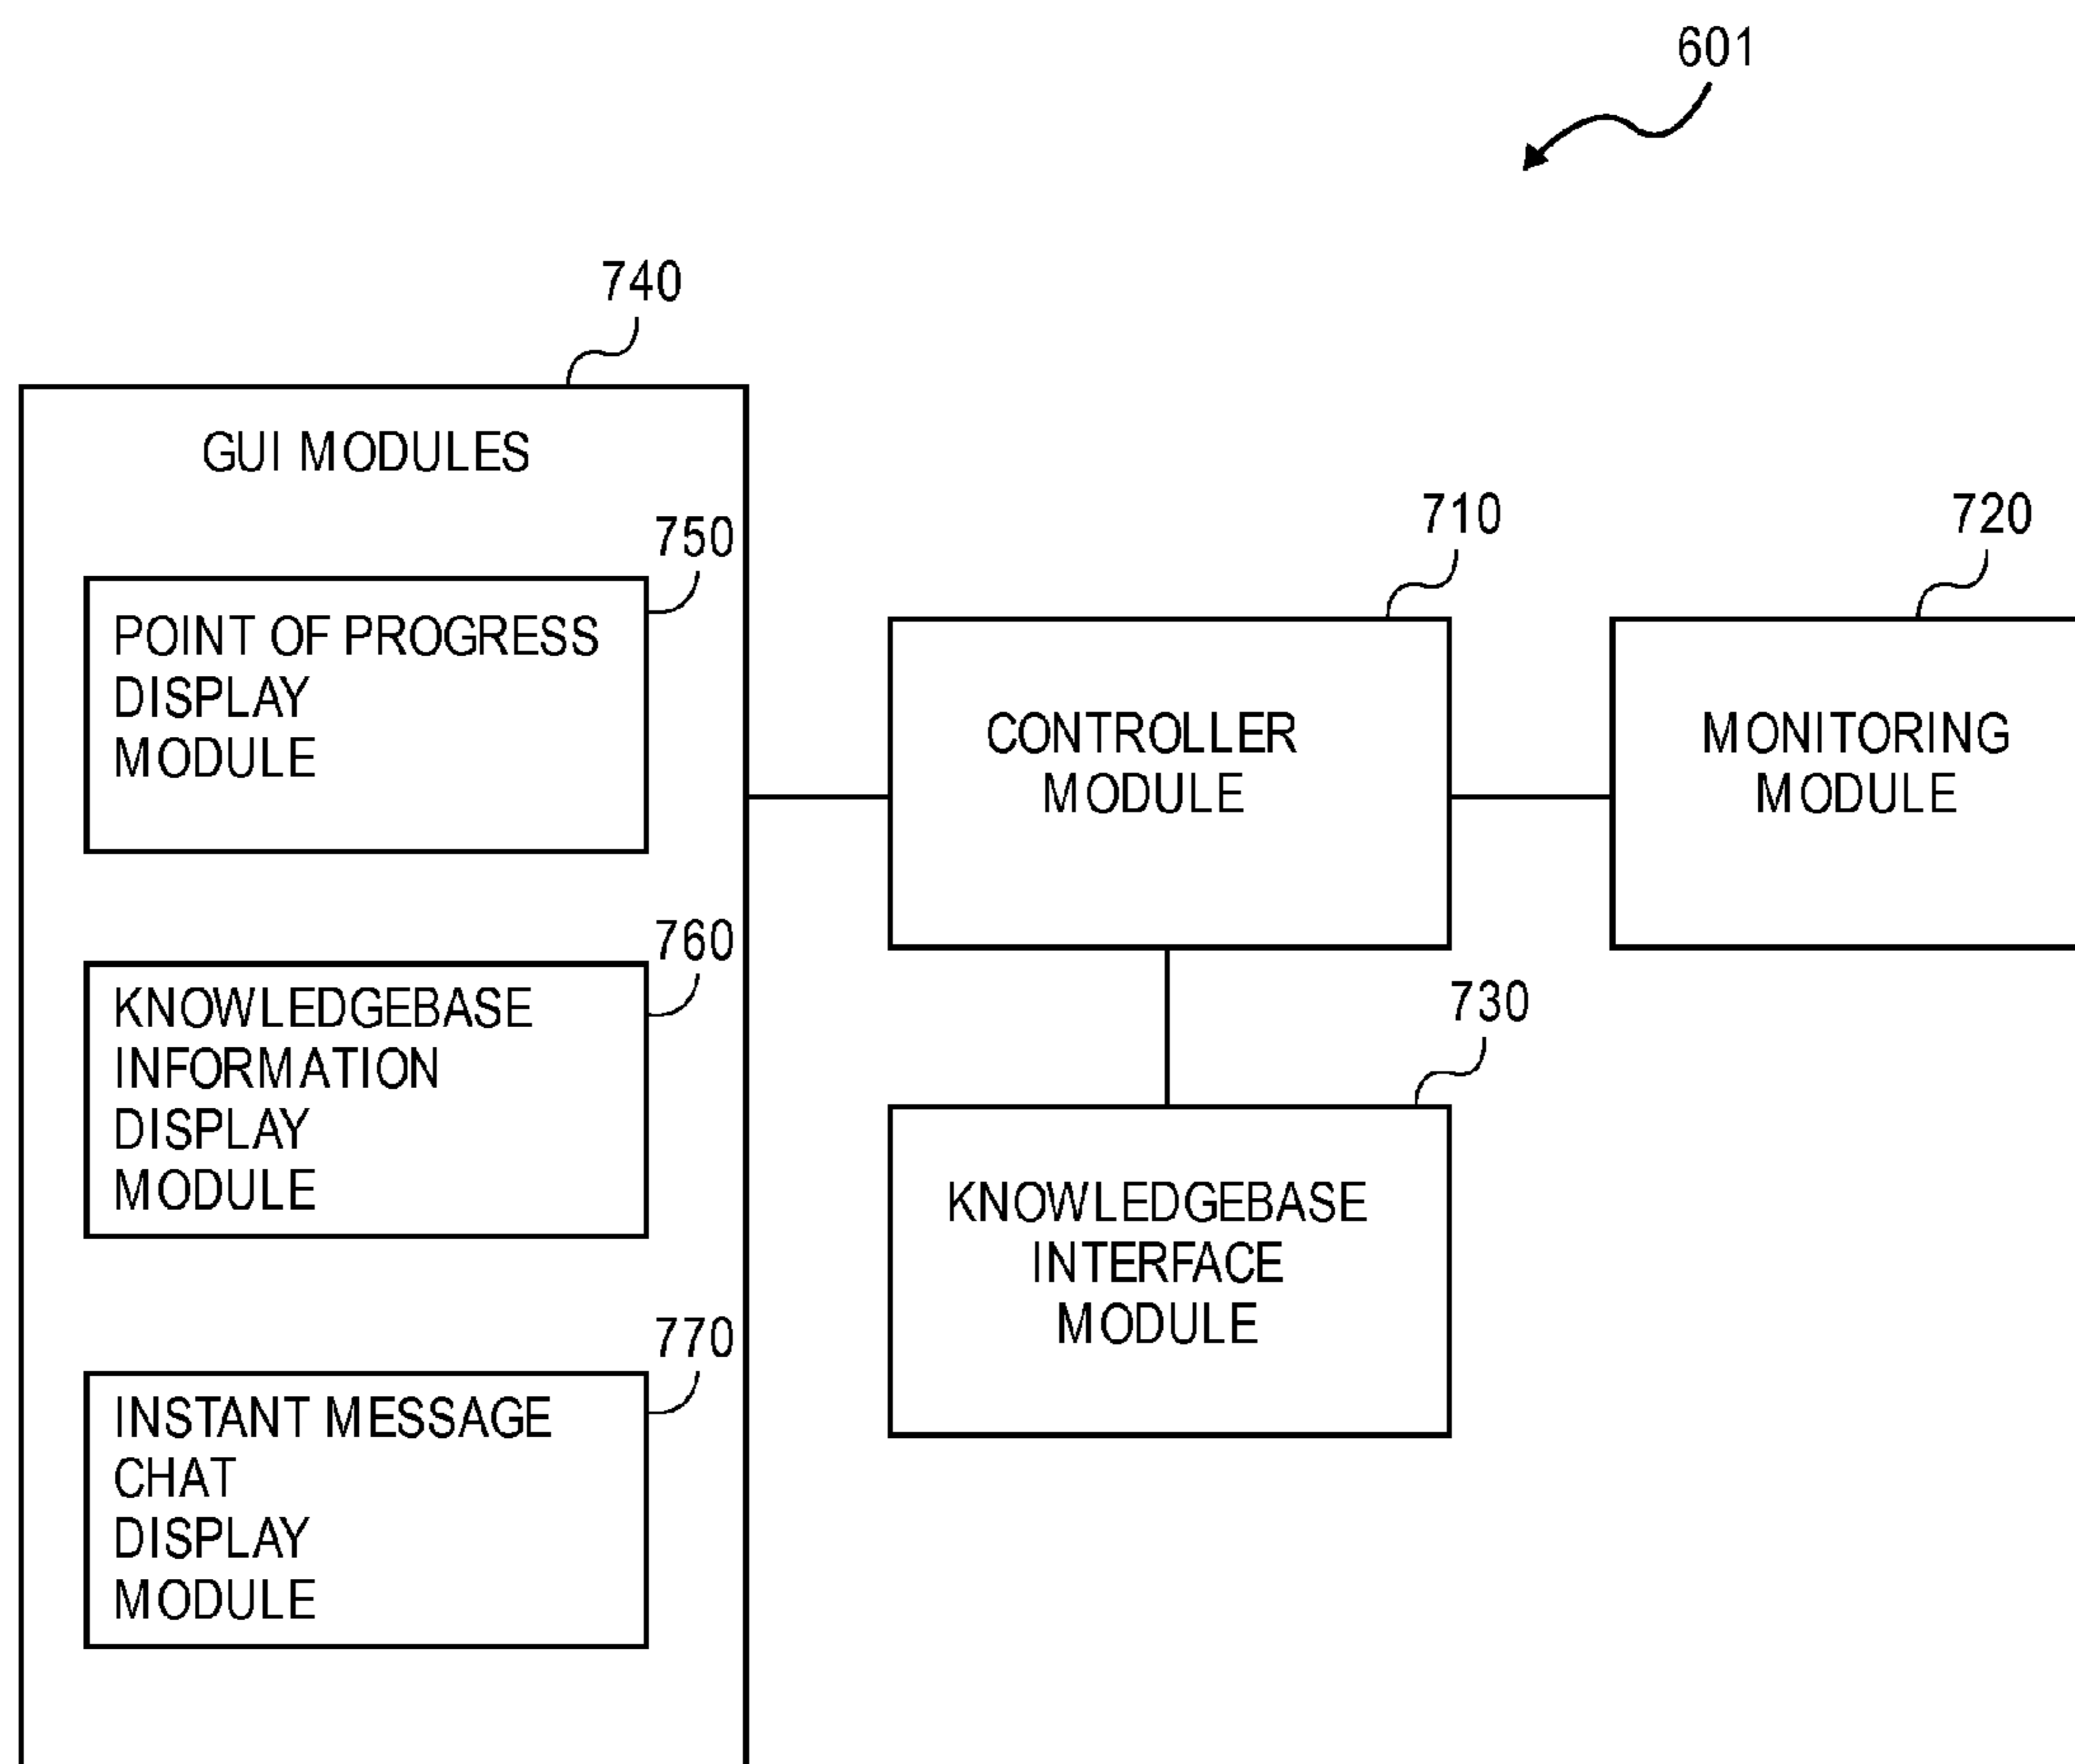 601
740
GUI MODULES
750
POINT OF PROGRESS
DISPLAY
MODULE
760
KNOWLEDGEBASE
INFORMATION
DISPLAY
MODULE
770
INSTANT MESSAGE
CHAT
DISPLAY
MODULE
710
CONTROLLER
MODULE
720
MONITORING
MODULE
730
KNOWLEDGEBASE
INTERFACE
MODULE